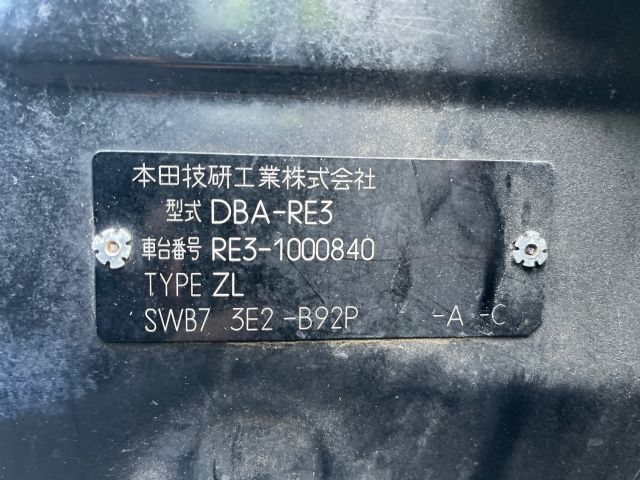 本田技研工業株式会社
型式 DBA-RE3
車台番号 RE3-1000840
TYPE ZL
SWB7 3E2 -B92P -A -C